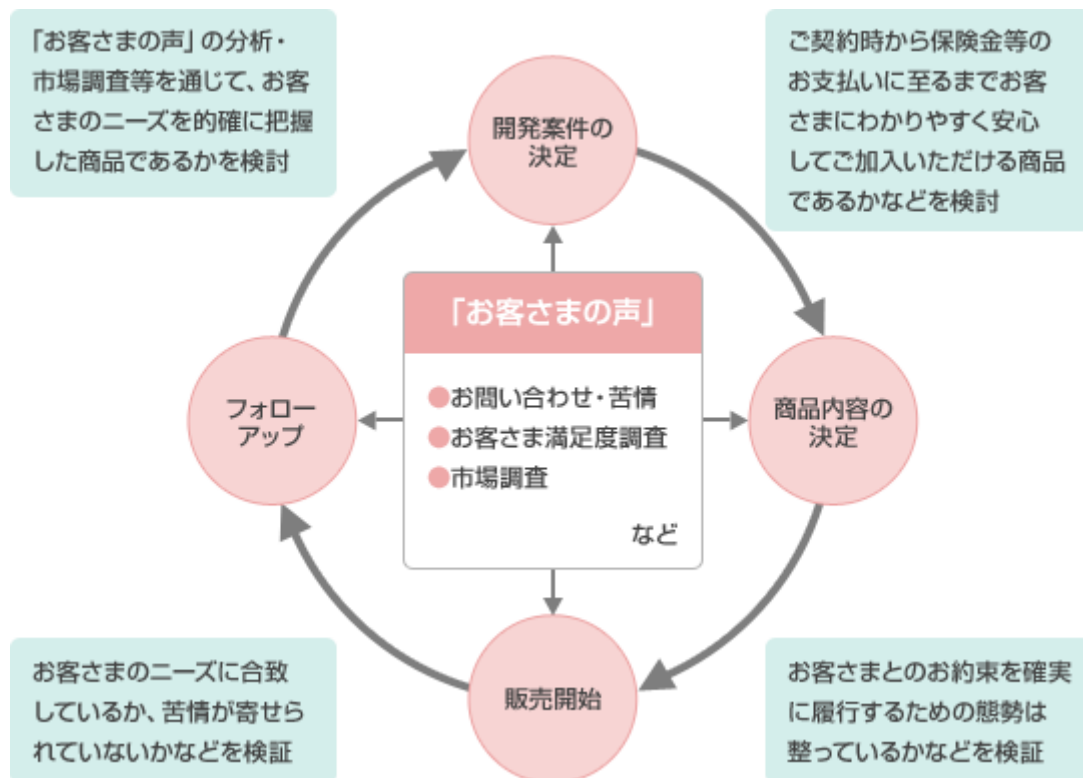 「お客さまの声」の分析・
市場調査等を通じて、お客
さまのニーズを的確に把握
した商品であるかを検討
開発案件の
決定
ご契約時から保険金等の
お支払いに至るまでお客
さまにわかりやすく安心
してご加入いただける商品
であるかなどを検討
「お客さまの声」
●お問い合わせ・苦情
●お客さま満足度調査
●市場調査
など
フォロー
アップ
商品内容の
決定
販売開始
お客さまのニーズに合致
しているか、苦情が寄せら
れていないかなどを検証
お客さまとのお約束を確実
に履行するための態勢は
整っているかなどを検証